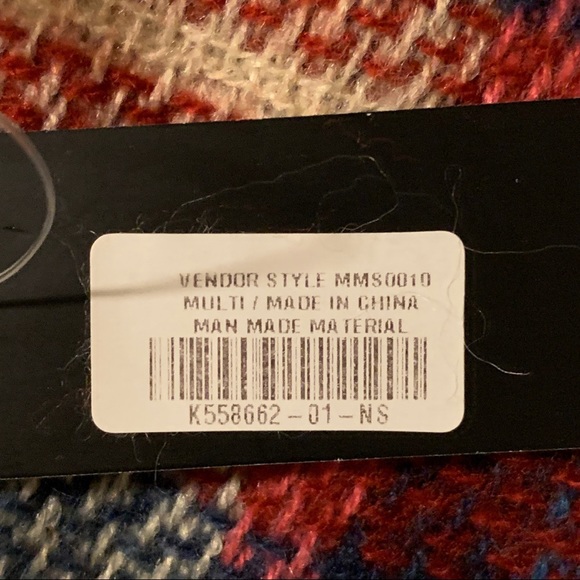 VENDOR STYLE MMS0010
MULTI / MADE IN CHINA
MAN MADE MATERIAL
K558662-01-NS